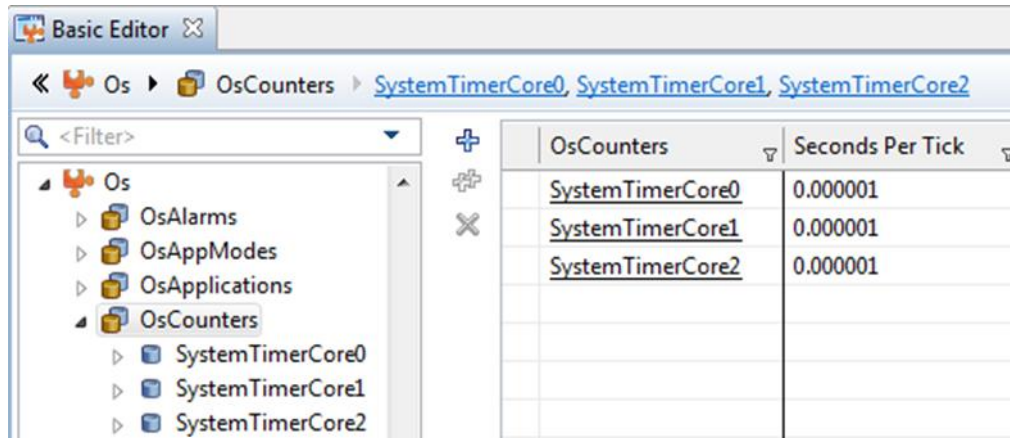 Basic Editor
Os OsCounters SystemTimerCore0, SystemTimerCore1, SystemTimerCore2
<Filter>
OsCounters Seconds Per Tick
Os
SystemTimerCore0 0.000001
OsAlarms
SystemTimerCore1 0.000001
OsAppModes
SystemTimerCore2 0.000001
OsApplications
OsCounters
SystemTimerCore0
SystemTimerCore1
SystemTimerCore2